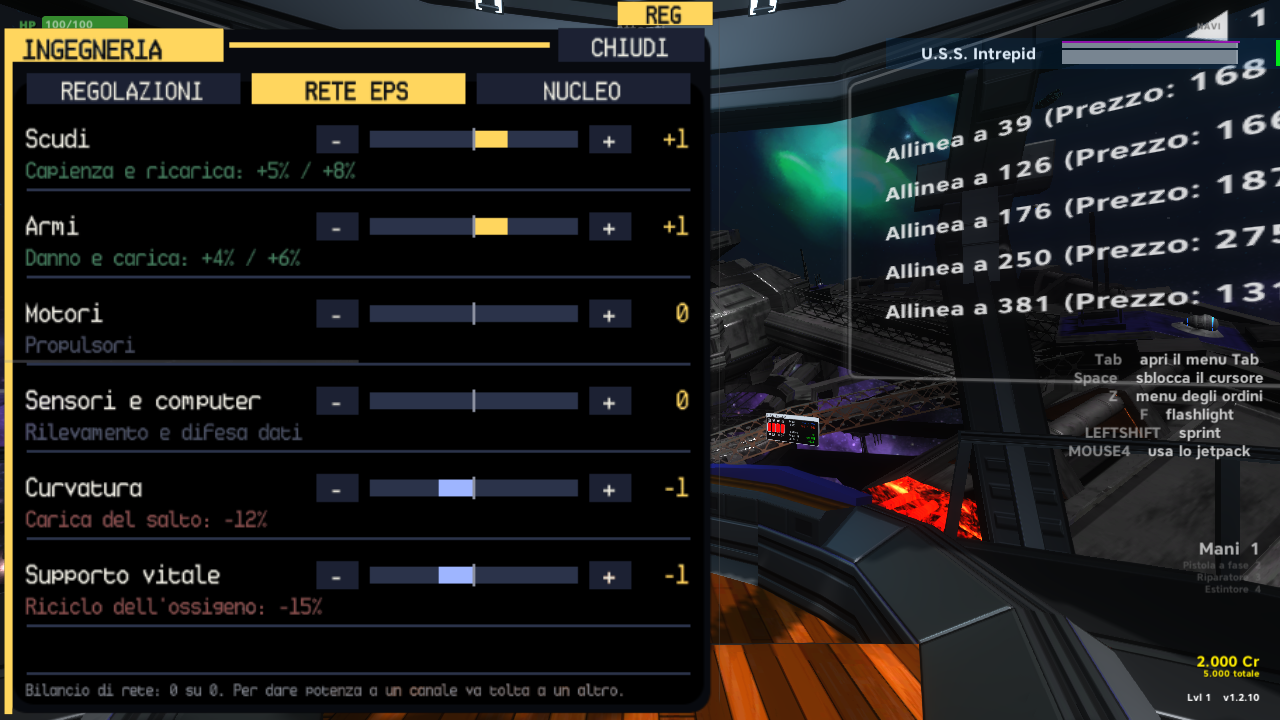 HP 100/100
REG
INGEGNERIA
CHIUDI
REGOLAZIONI
RETE EPS
NUCLEO
Scudi - + +1
Capienza e ricarica: +5% / +8%
Armi - + +1
Danno e carica: +4% / +6%
Motori - + 0
Propulsori
Sensori e computer - + 0
Rilevamento e difesa dati
Curvatura - + -1
Carica del salto: -12%
Supporto vitale - + -1
Riciclo dell'ossigeno: -15%
Bilancio di rete: 0 su 0. Per dare potenza a un canale va tolta a un altro.
NAVI 1
U.S.S. Intrepid
Allinea a 39 (Prezzo: 168
Allinea a 126 (Prezzo: 166
Allinea a 176 (Prezzo: 187
Allinea a 250 (Prezzo: 275
Allinea a 381 (Prezzo: 131
Tab apri il menu Tab
Space sblocca il cursore
Z menu degli ordini
F flashlight
LEFTSHIFT sprint
MOUSE4 usa lo jetpack
Mani 1
Pistola a fase 2
Riparatore 3
Estintore 4
2.000 Cr
5.000 totale
Lvl 1 v1.2.10